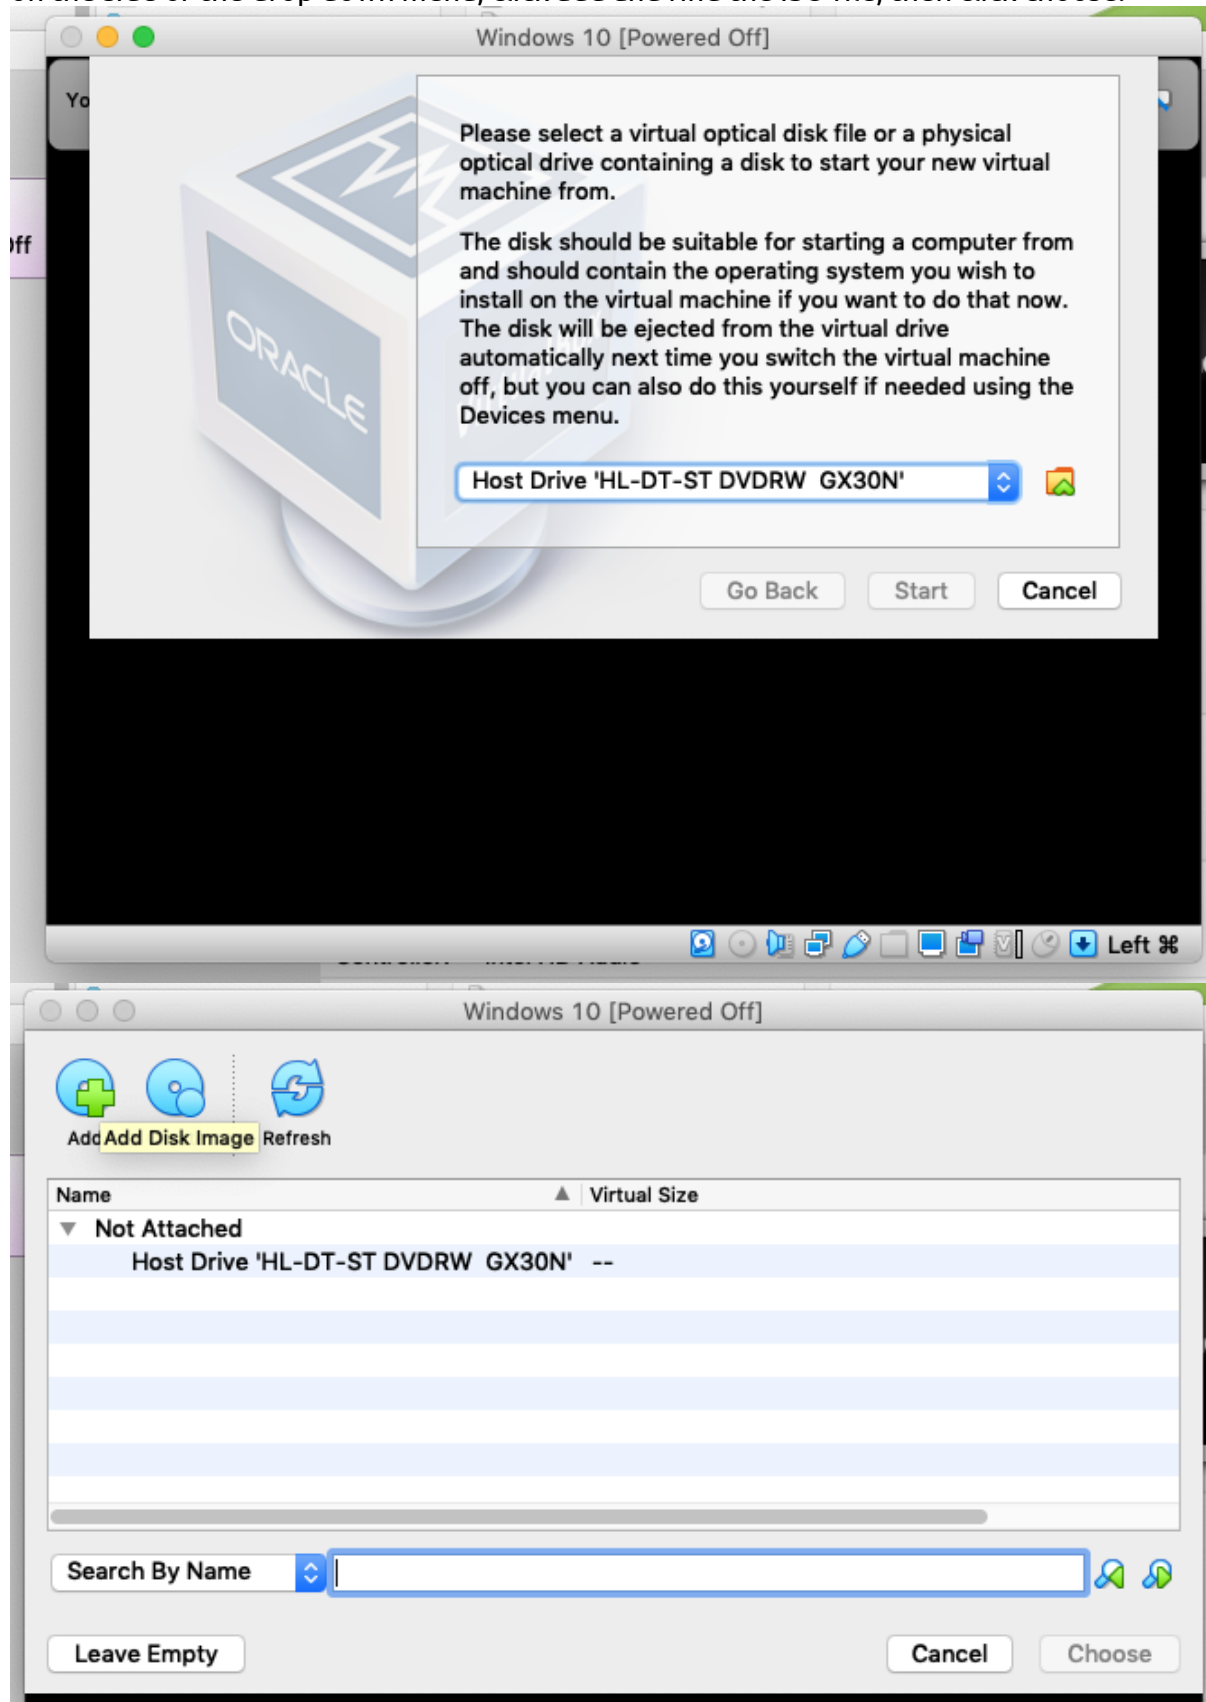 Windows 10 [Powered Off]
Yo
Please select a virtual optical disk file or a physical
optical drive containing a disk to start your new virtual
machine from.
The disk should be suitable for starting a computer from
and should contain the operating system you wish to
install on the virtual machine if you want to do that now.
The disk will be ejected from the virtual drive
automatically next time you switch the virtual machine
off, but you can also do this yourself if needed using the
Devices menu.
ORACLE
Host Drive 'HL-DT-ST DVDRW GX30N'
Go Back Start Cancel
Left ⌘
Windows 10 [Powered Off]
Add Add Disk Image Refresh
Name Virtual Size
Not Attached
Host Drive 'HL-DT-ST DVDRW GX30N' --
Search By Name
Leave Empty Cancel Choose